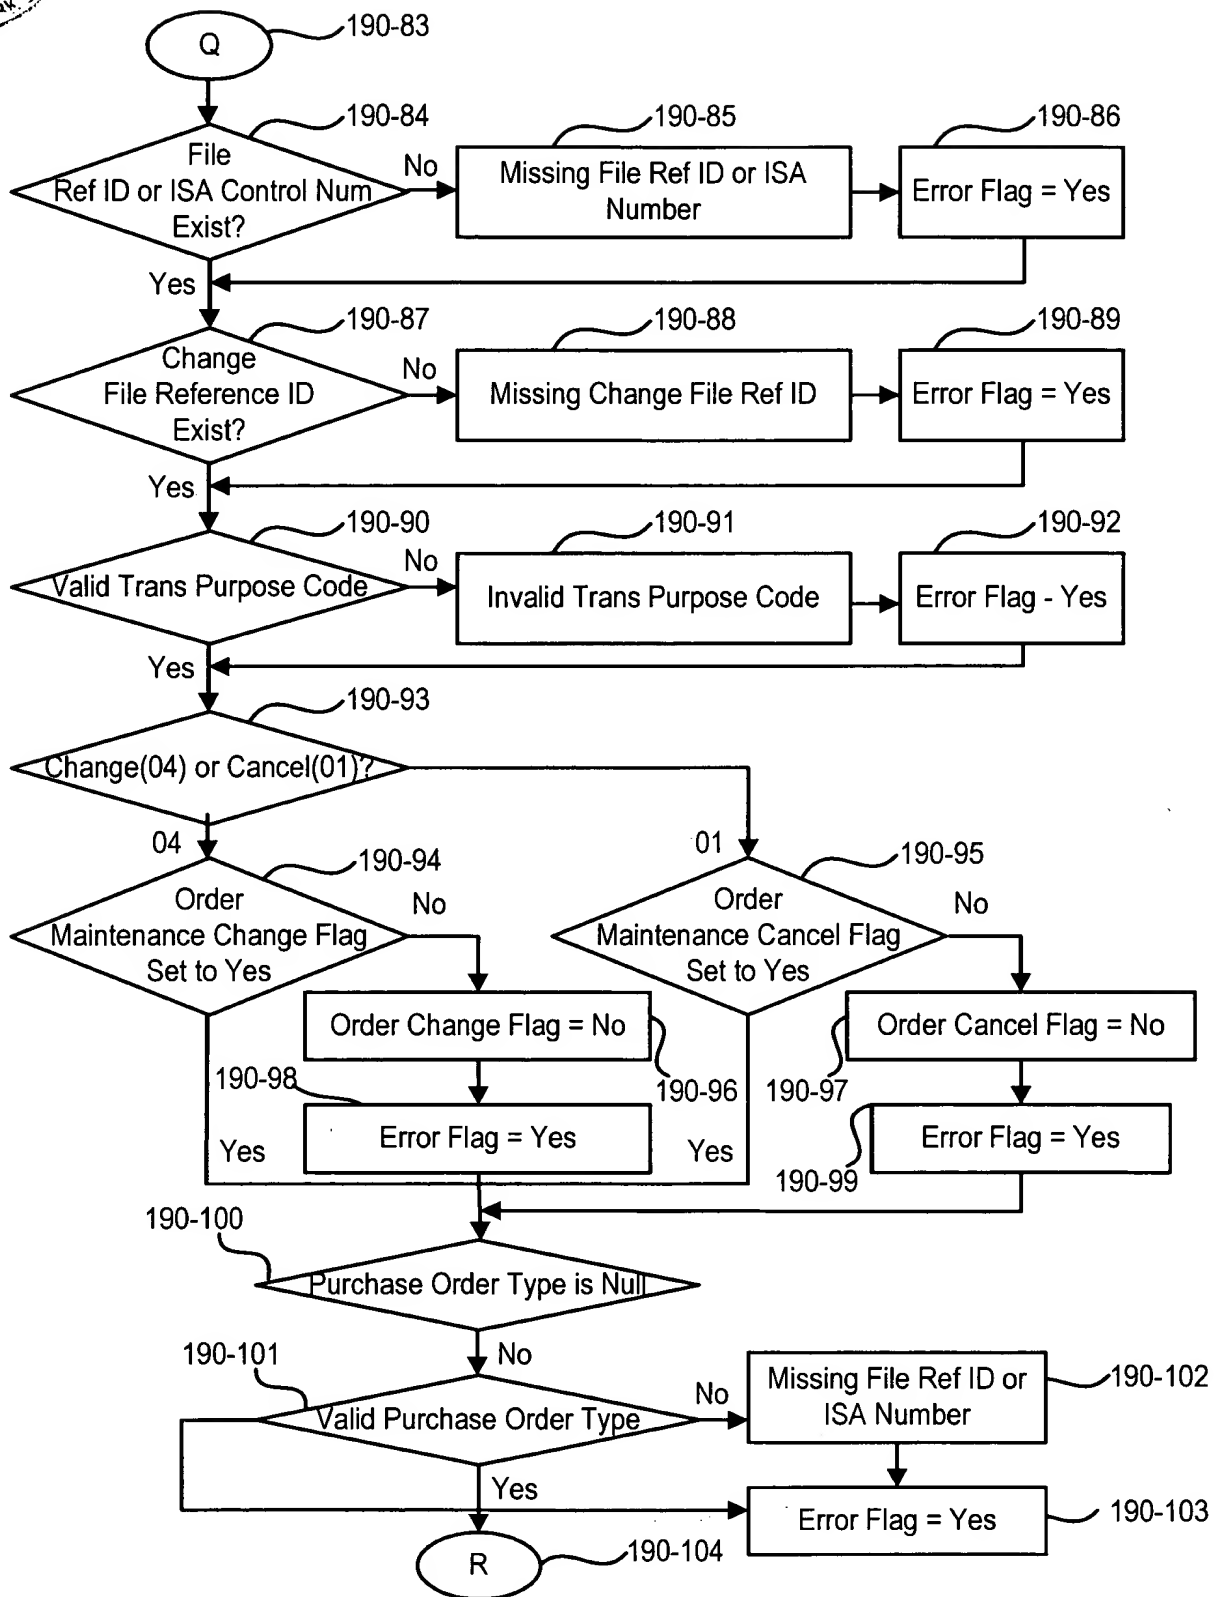 Q
190-83
190-84
File
Ref ID or ISA Control Num
Exist?
No
190-85
Missing File Ref ID or ISA
Number
190-86
Error Flag = Yes
Yes
190-87
Change
File Reference ID
Exist?
No
190-88
Missing Change File Ref ID
190-89
Error Flag = Yes
Yes
190-90
Valid Trans Purpose Code
No
190-91
Invalid Trans Purpose Code
190-92
Error Flag - Yes
Yes
190-93
Change(04) or Cancel(01)?
04
190-94
Order
Maintenance Change Flag
Set to Yes
No
01
190-95
Order
Maintenance Cancel Flag
Set to Yes
No
Order Change Flag = No
190-96
Order Cancel Flag = No
190-97
190-98
Error Flag = Yes
Yes
Yes
Error Flag = Yes
190-99
190-100
Purchase Order Type is Null
No
190-101
Valid Purchase Order Type
No
Missing File Ref ID or
ISA Number
190-102
Yes
Error Flag = Yes
190-103
R
190-104